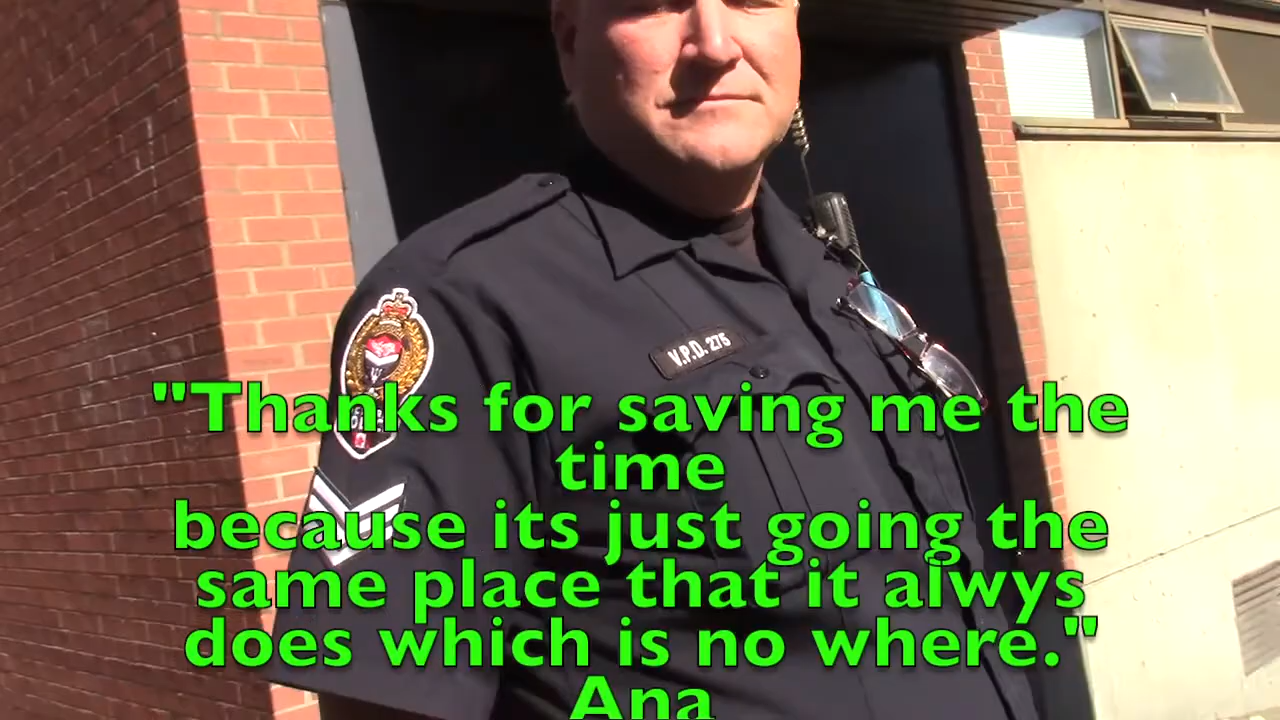 V.P.D. 275
"Thanks for saving me the
time
because its just going the
same place that it alwys
does which is no where."
Ana